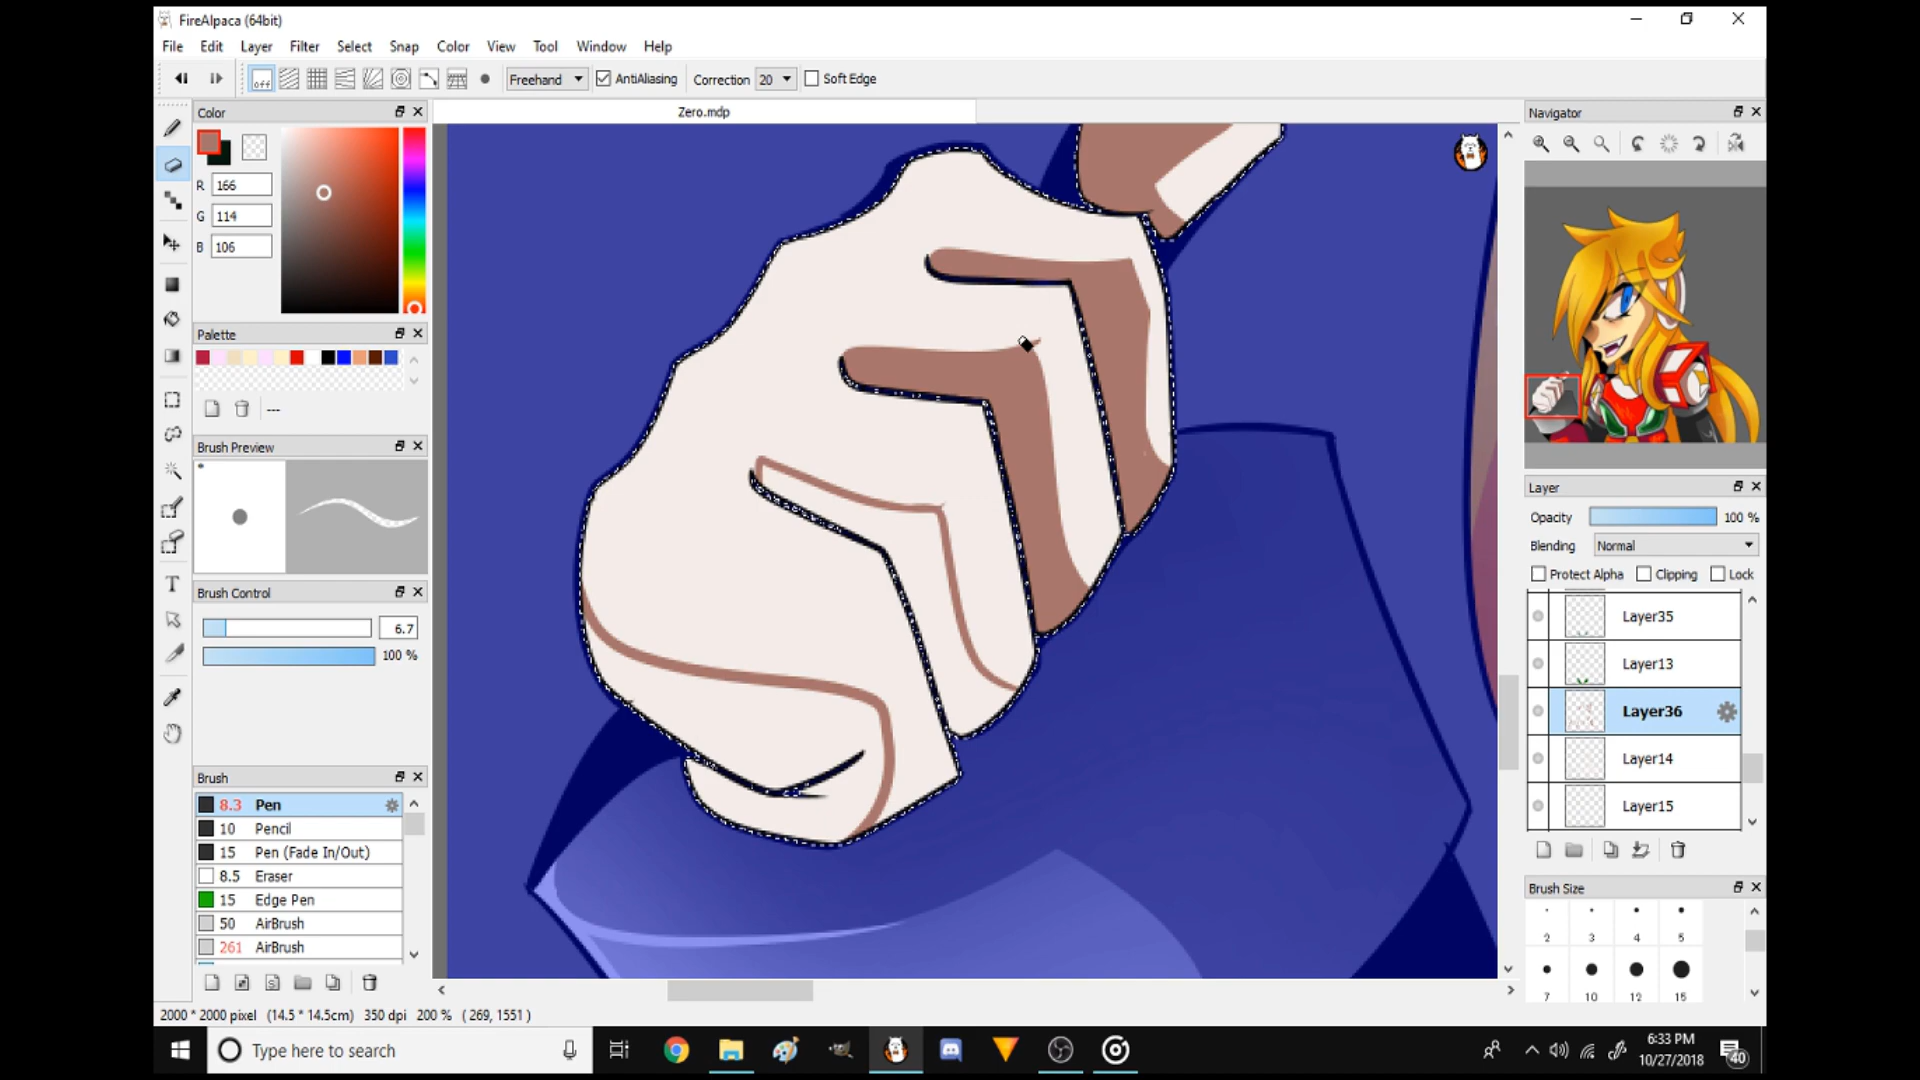 FireAlpaca (64bit)
File Edit Layer Filter Select Snap Color View Tool Window Help
off Freehand AntiAliasing Correction 20 Soft Edge
Color
Zero.mdp
Navigator
R 166
G 114
B 106
Palette
---
Brush Preview
Layer
Opacity 100 %
Blending Normal
Protect Alpha Clipping Lock
Brush Control
6.7
100 %
Layer35
Layer13
Layer36
Layer14
Layer15
Brush
8.3 Pen
10 Pencil
15 Pen (Fade In/Out)
8.5 Eraser
15 Edge Pen
50 AirBrush
261 AirBrush
Brush Size
2 3 4 5
7 10 12 15
2000 * 2000 pixel (14.5 * 14.5cm) 350 dpi 200 % ( 269, 1551 )
Type here to search
6:33 PM
10/27/2018
40